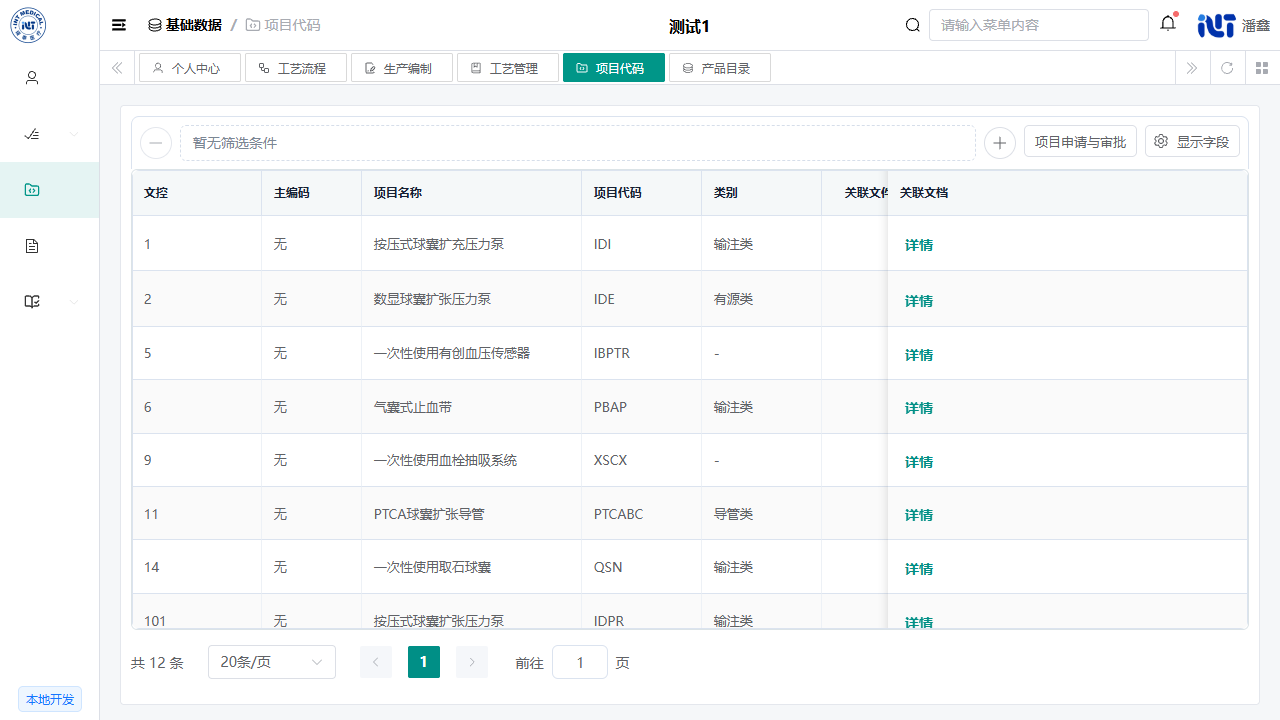 基础数据 / 项目代码
测试1
请输入菜单内容
潘鑫
个人中心 工艺流程 生产编制 工艺管理 项目代码 产品目录
暂无筛选条件
项目申请与审批 显示字段
文控 主编码 项目名称 项目代码 类别 关联文件 关联文档
1 无 按压式球囊扩充压力泵 IDI 输注类 详情
2 无 数显球囊扩张压力泵 IDE 有源类 详情
5 无 一次性使用有创血压传感器 IBPTR - 详情
6 无 气囊式止血带 PBAP 输注类 详情
9 无 一次性使用血栓抽吸系统 XSCX - 详情
11 无 PTCA球囊扩张导管 PTCABC 导管类 详情
14 无 一次性使用取石球囊 QSN 输注类 详情
101 无 按压式球囊扩张压力泵 IDPR 输注类 详情
共 12 条 20条/页 1 前往 1 页
本地开发